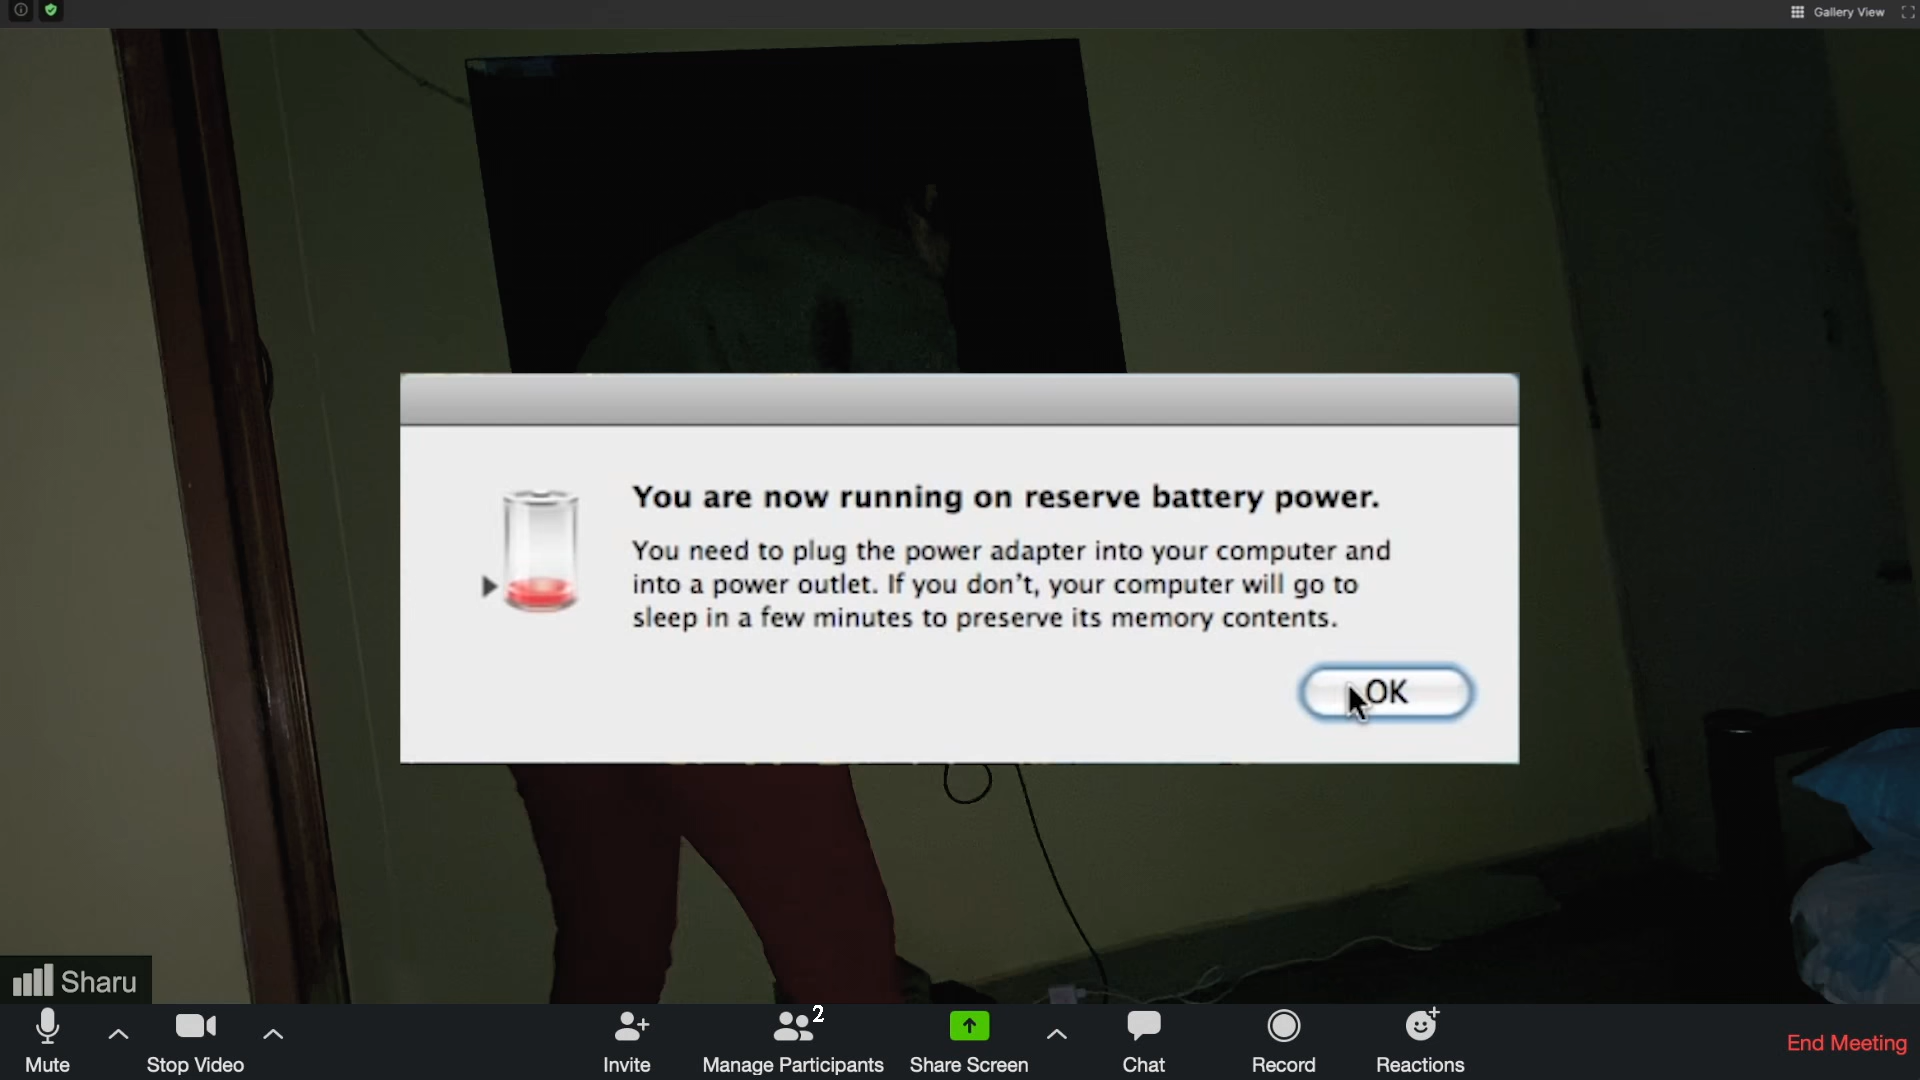 Gallery View
You are now running on reserve battery power.
You need to plug the power adapter into your computer and
into a power outlet. If you don’t, your computer will go to
sleep in a few minutes to preserve its memory contents.
OK
Sharu
2
Mute
Stop Video
Invite
Manage Participants
Share Screen
Chat
Record
Reactions
End Meeting